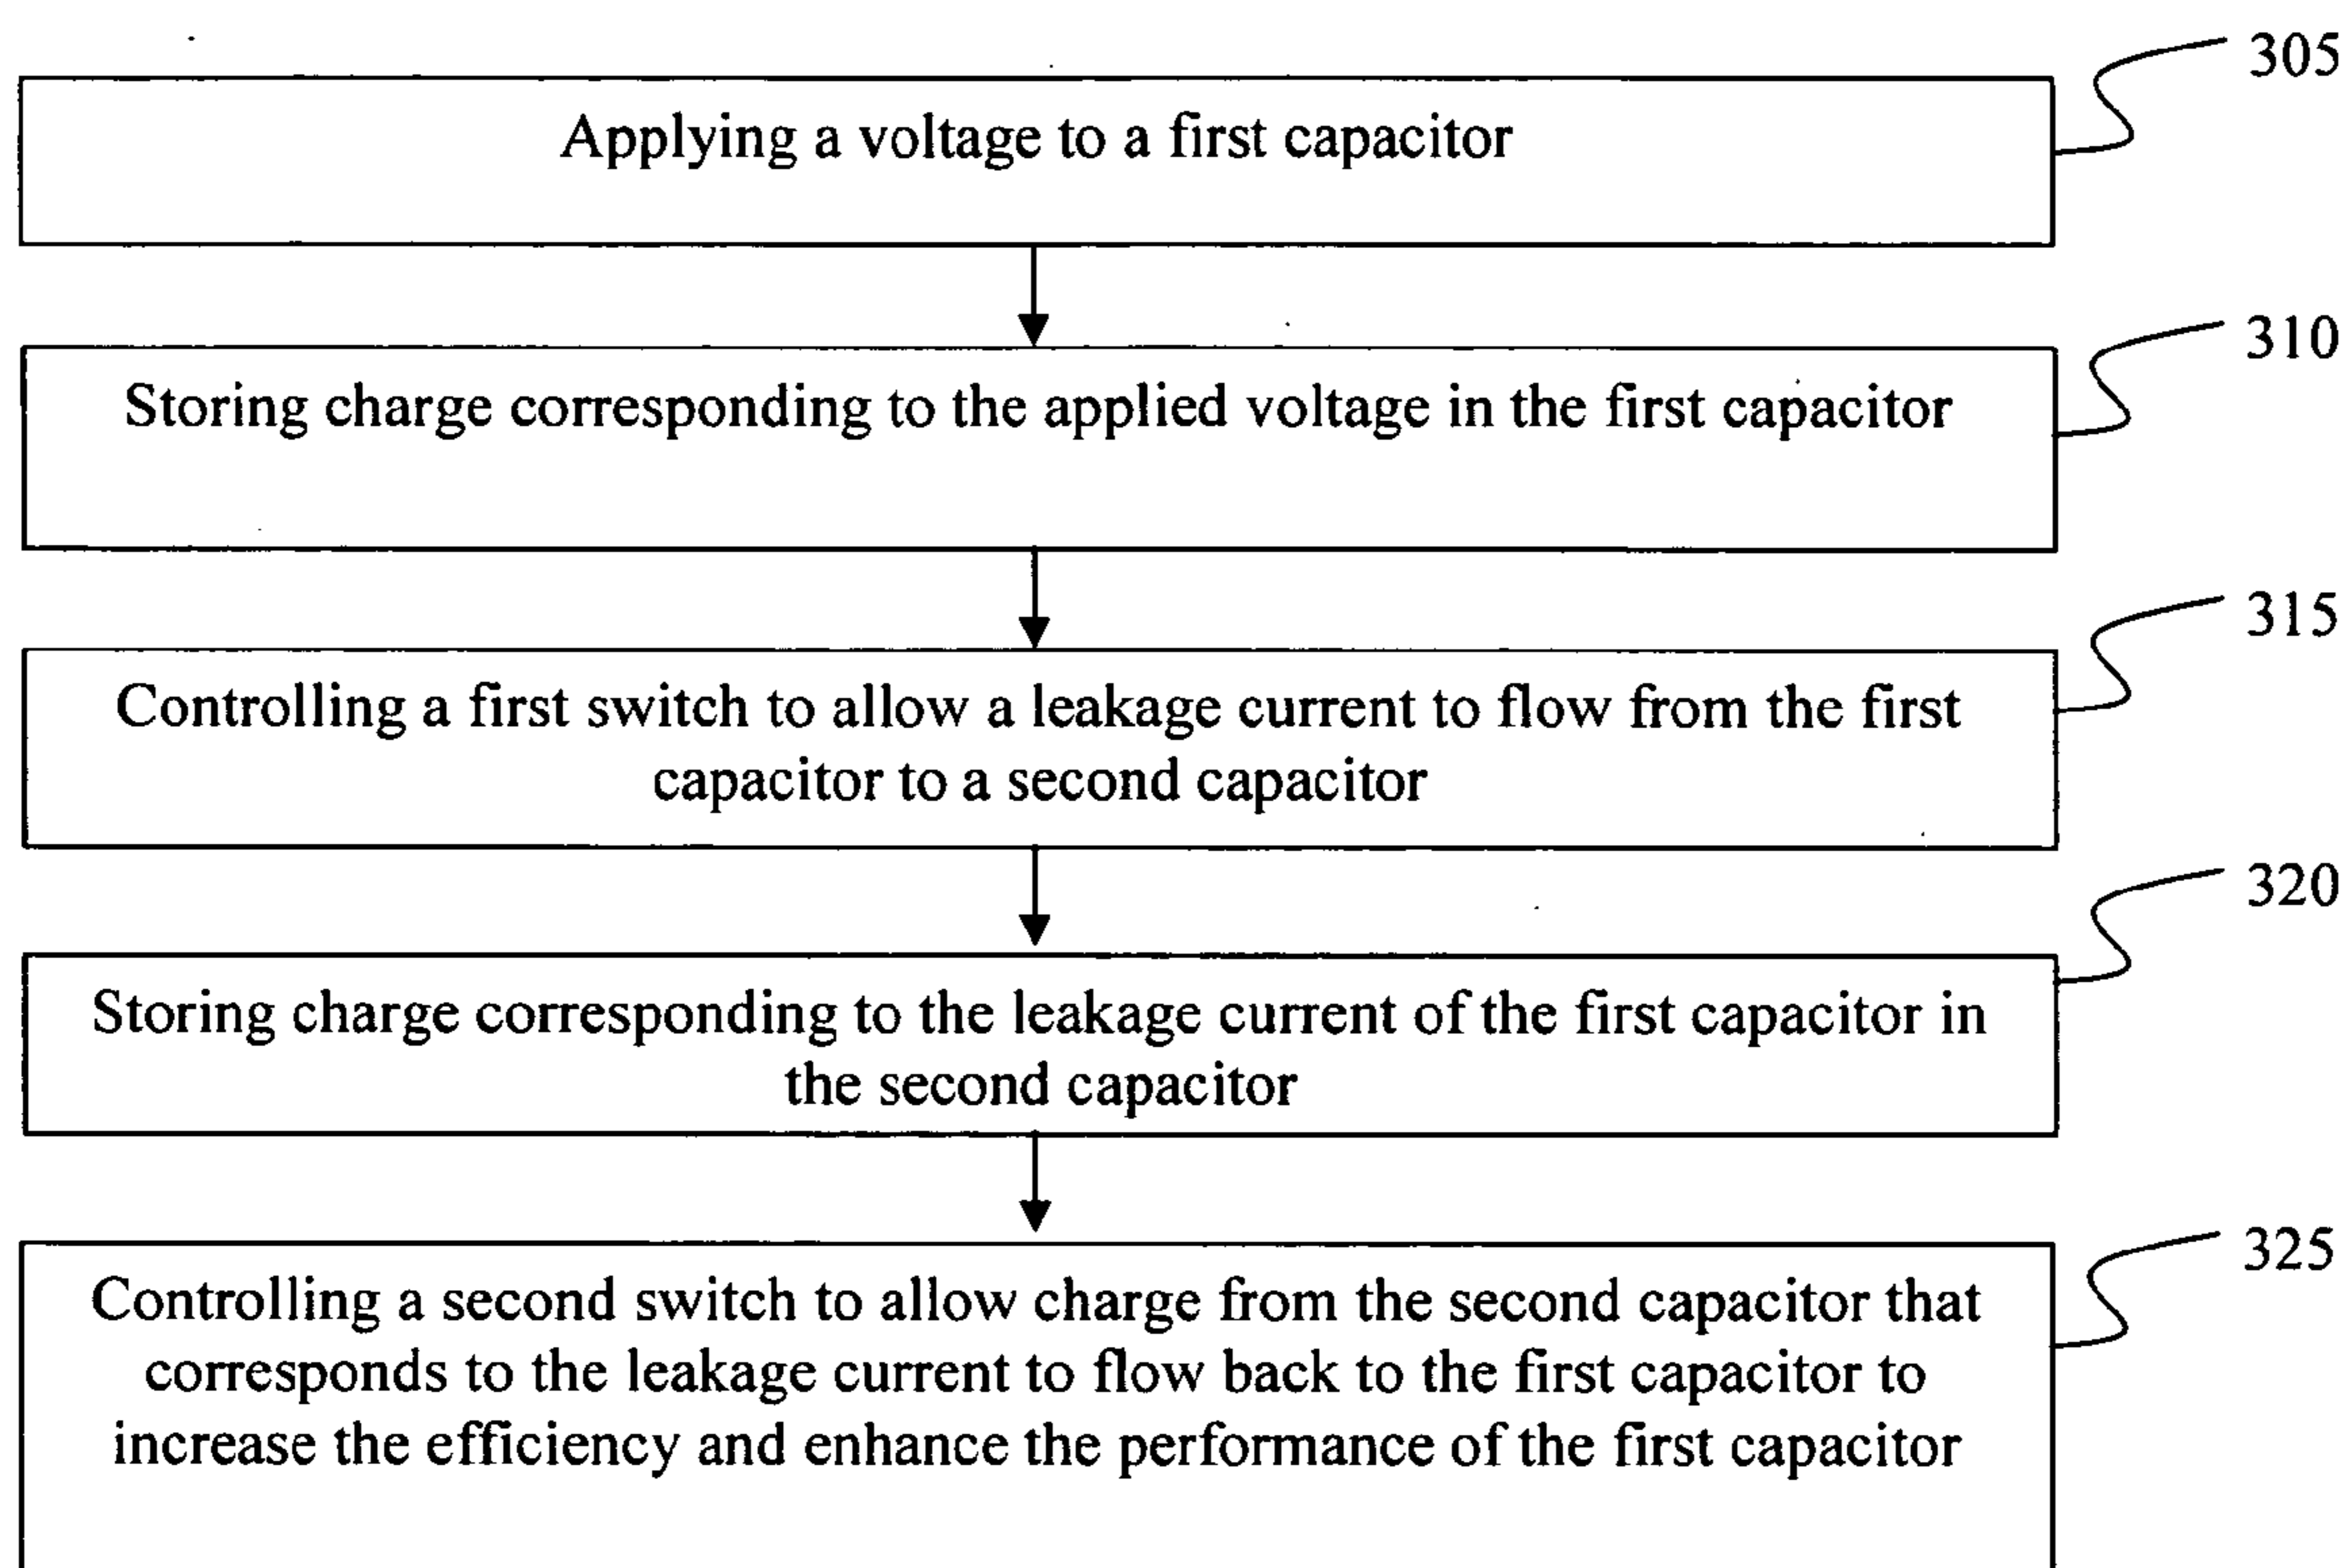 305
Applying a voltage to a first capacitor
310
Storing charge corresponding to the applied voltage in the first capacitor
315
Controlling a first switch to allow a leakage current to flow from the first
capacitor to a second capacitor
320
Storing charge corresponding to the leakage current of the first capacitor in
the second capacitor
325
Controlling a second switch to allow charge from the second capacitor that
corresponds to the leakage current to flow back to the first capacitor to
increase the efficiency and enhance the performance of the first capacitor